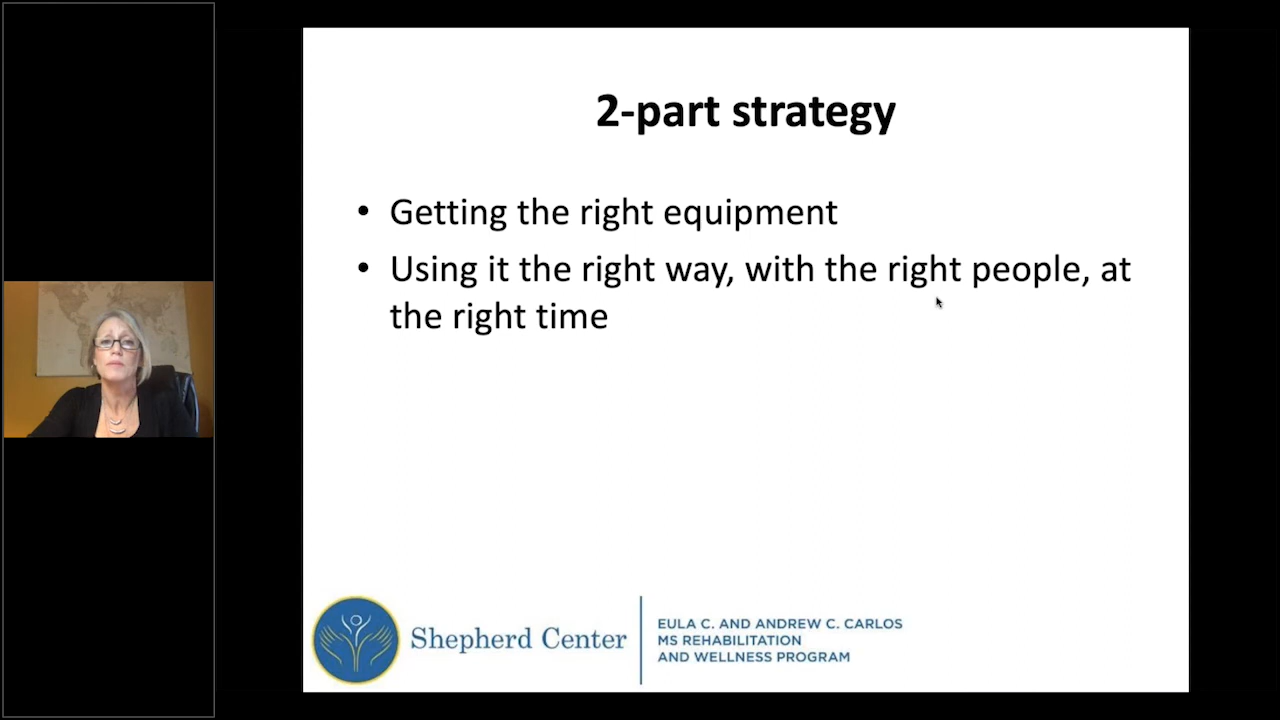 2-part strategy
• Getting the right equipment
• Using it the right way, with the right people, at
the right time
Shepherd Center
EULA C. AND ANDREW C. CARLOS
MS REHABILITATION
AND WELLNESS PROGRAM